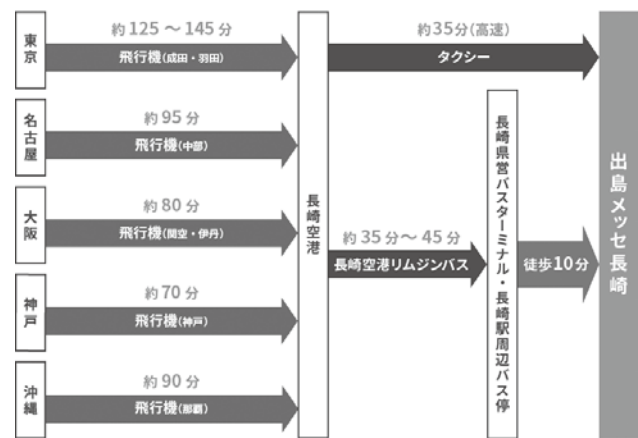 東京
約125～145分
飛行機(成田・羽田)
名古屋
約95分
飛行機(中部)
大阪
約80分
飛行機(関空・伊丹)
神戸
約70分
飛行機(神戸)
沖縄
約90分
飛行機(那覇)
長崎空港
約35分(高速)
タクシー
約35分～45分
長崎空港リムジンバス
長崎県営バスターミナル・長崎駅周辺バス停
徒歩10分
出島メッセ長崎